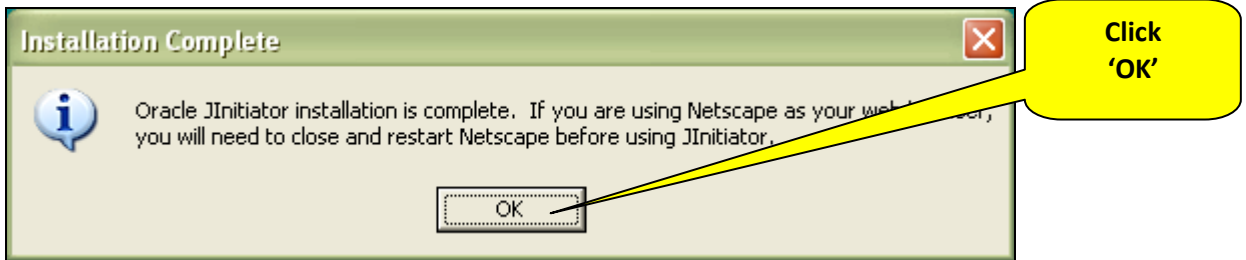 Installation Complete
Oracle JInitiator installation is complete. If you are using Netscape as your web
you will need to close and restart Netscape before using JInitiator.
OK
Click
‘OK’